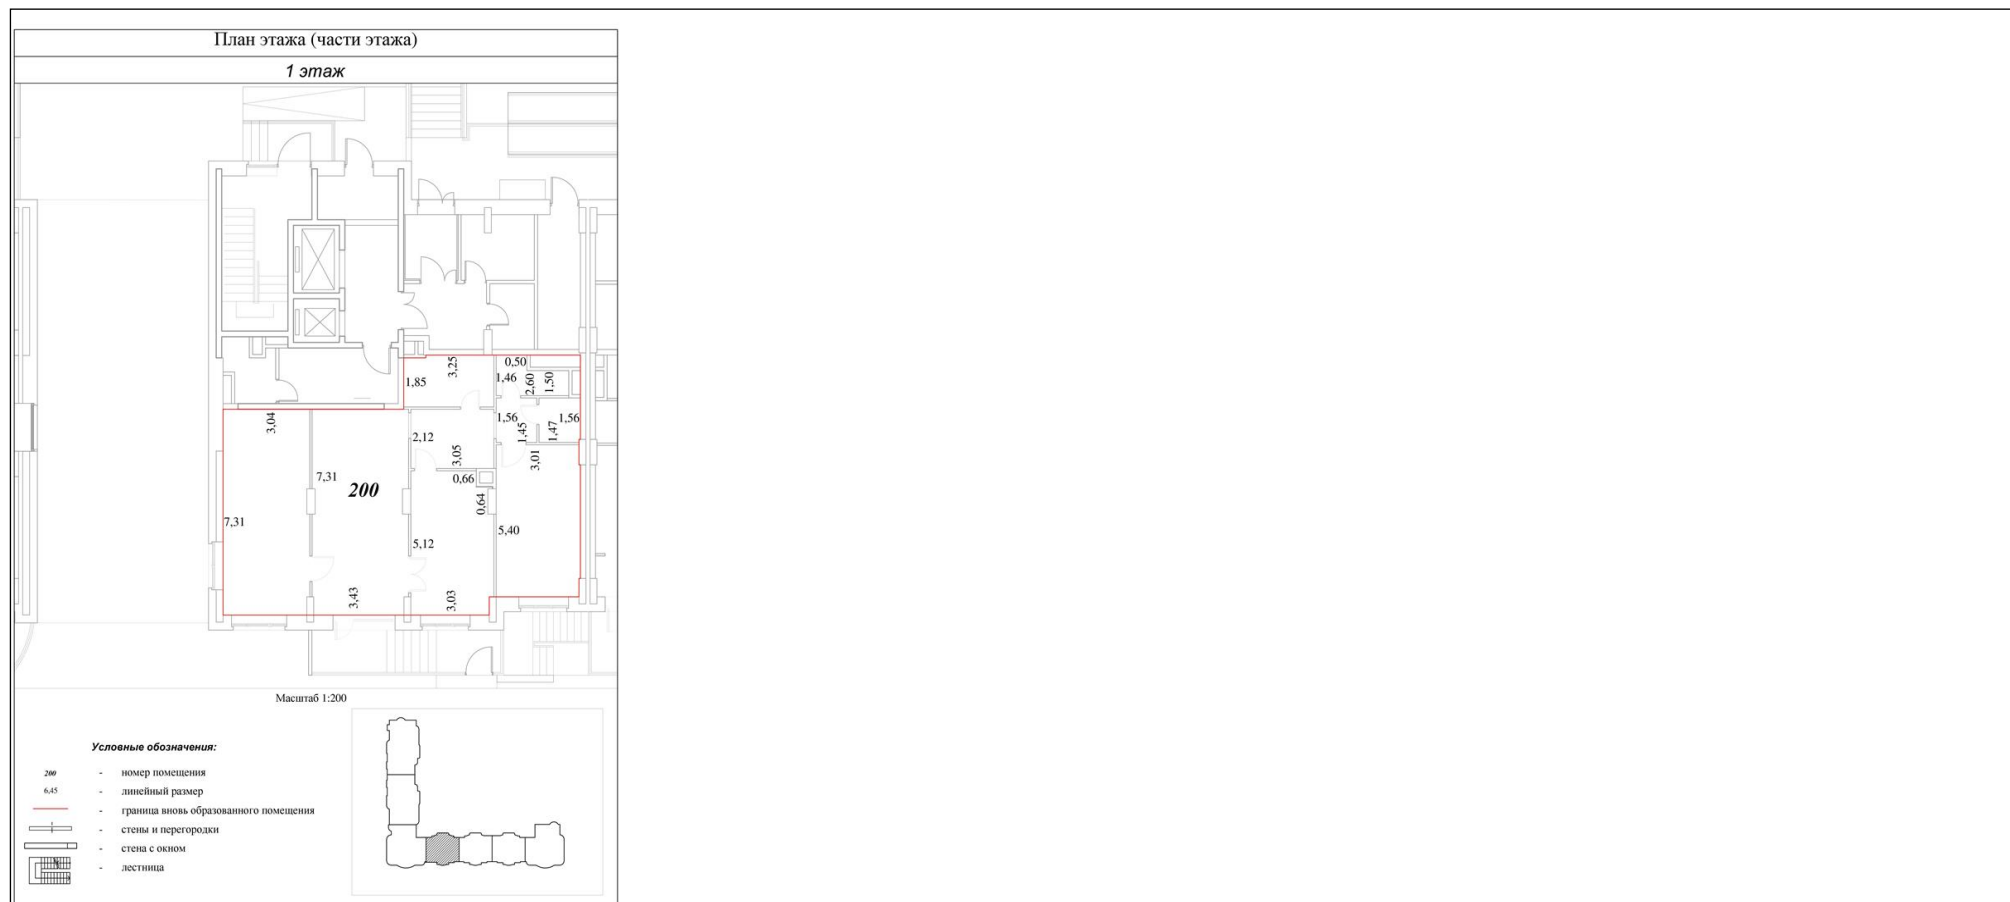 План этажа (части этажа)
1 этаж
3,25
0,50
1,85
1,46
2,60
1,50
3,04
1,56
1,45
1,47
1,56
2,12
3,05
3,01
7,31
200
0,66
0,64
7,31
5,12
5,40
3,43
3,03
Масштаб 1:200
Условные обозначения:
200 - номер помещения
6,45 - линейный размер
- граница вновь образованного помещения
- стены и перегородки
- стена с окном
- лестница